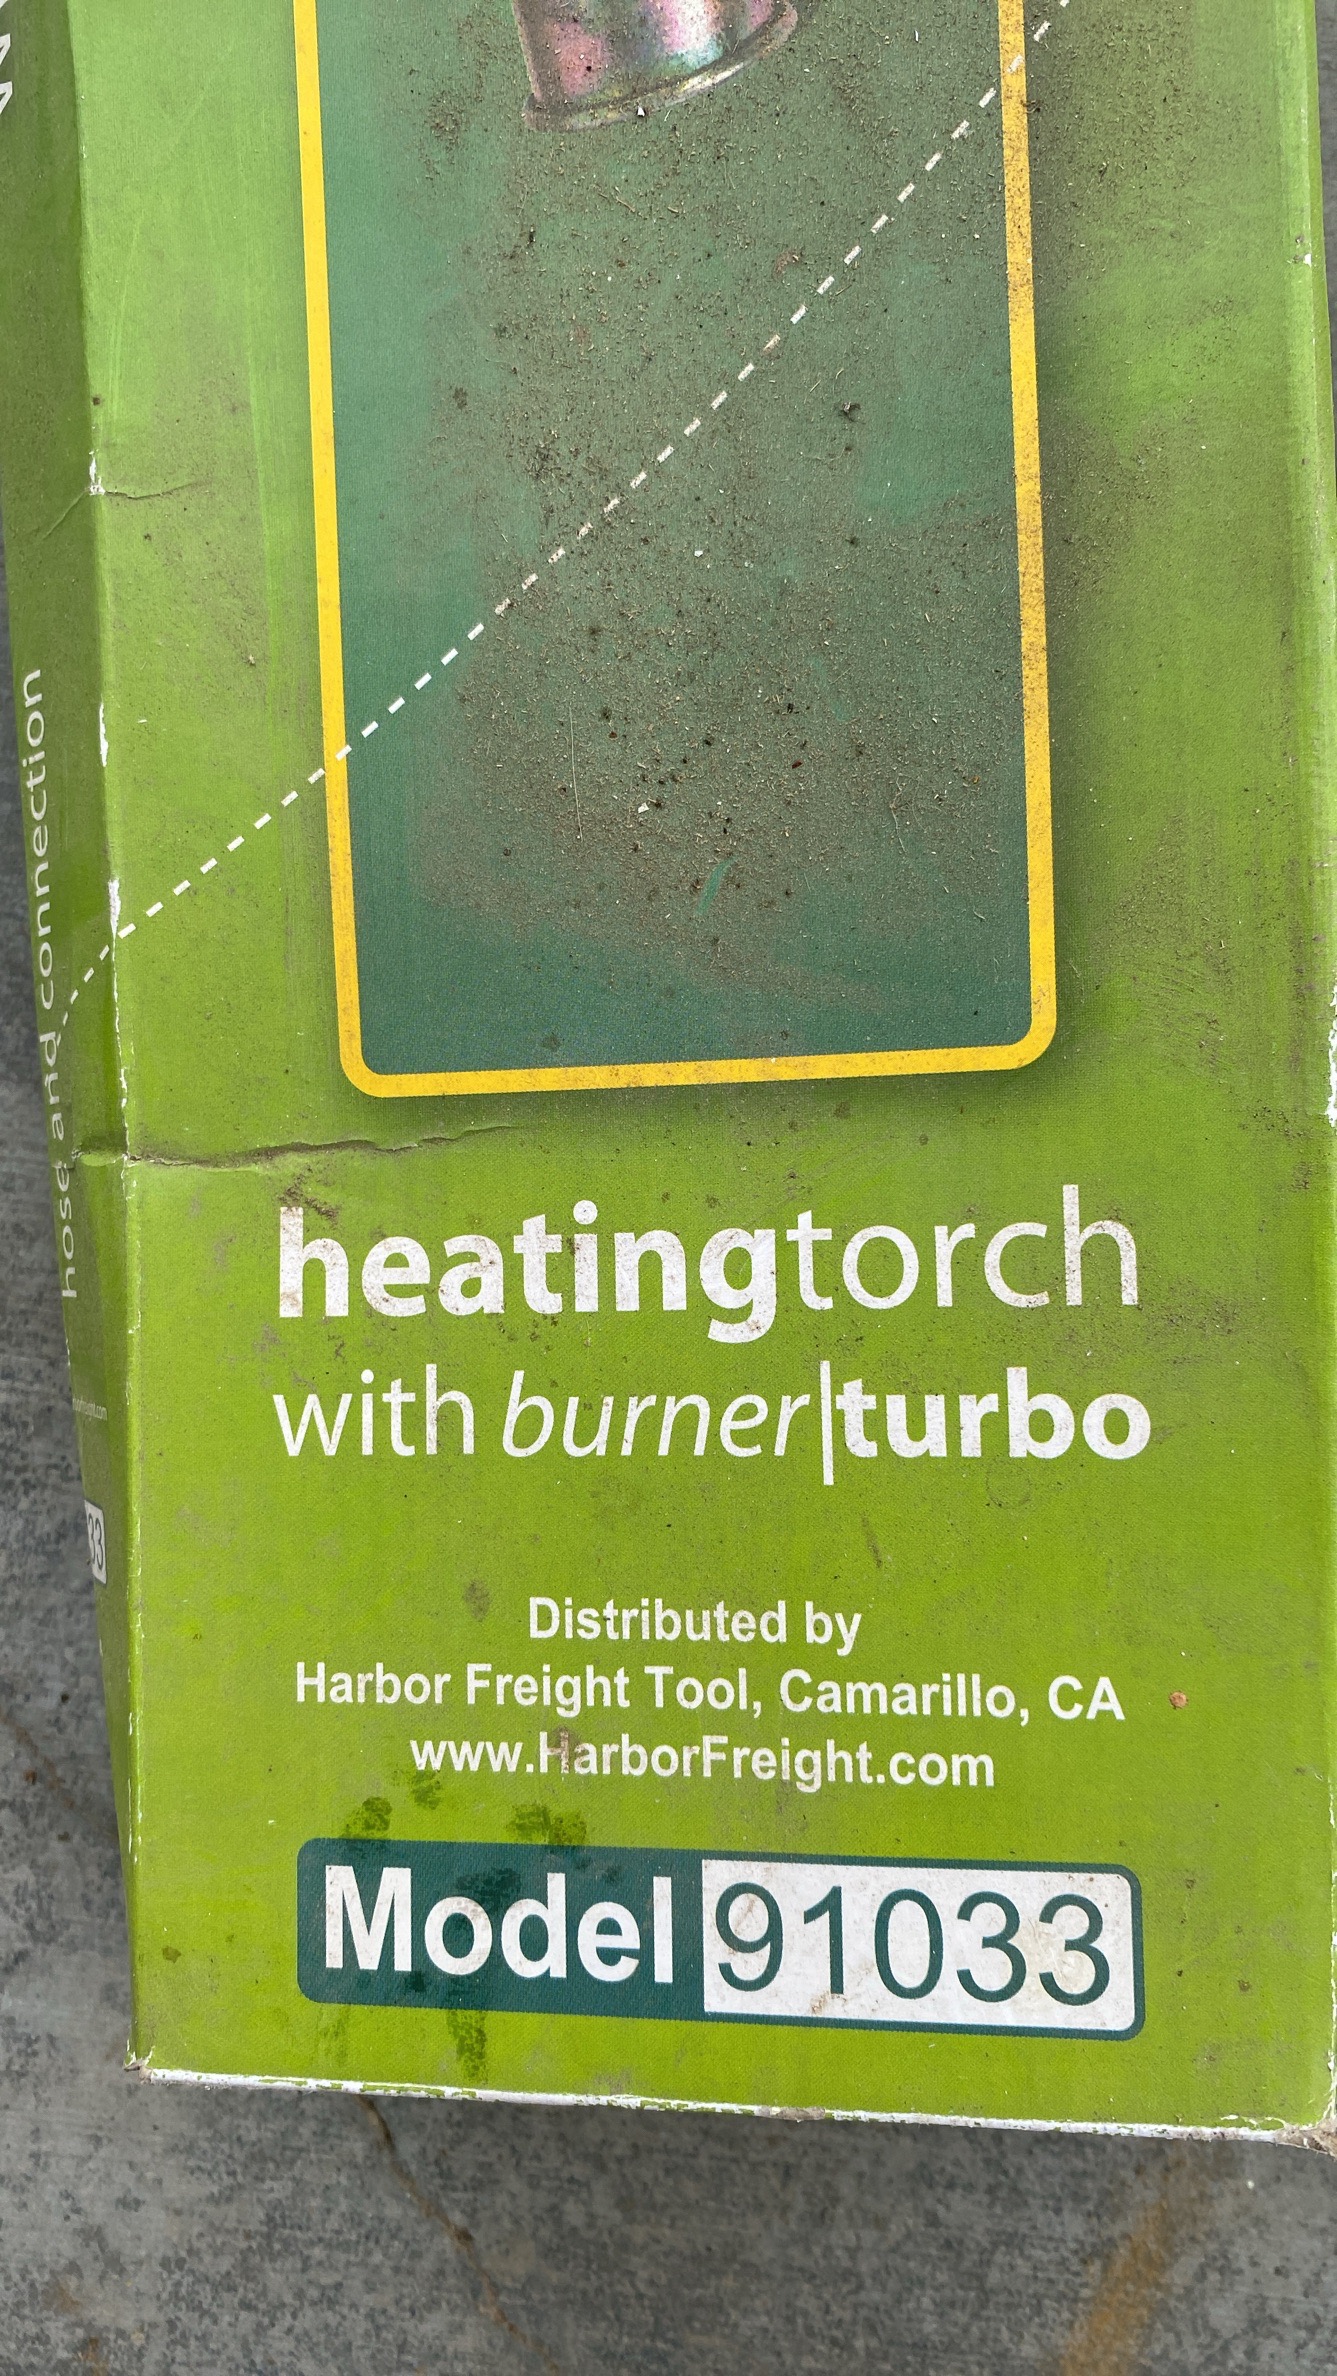 hose and connection
heatingtorch
with burner|turbo
Distributed by
Harbor Freight Tool, Camarillo, CA
www.HarborFreight.com
Model 91033
33